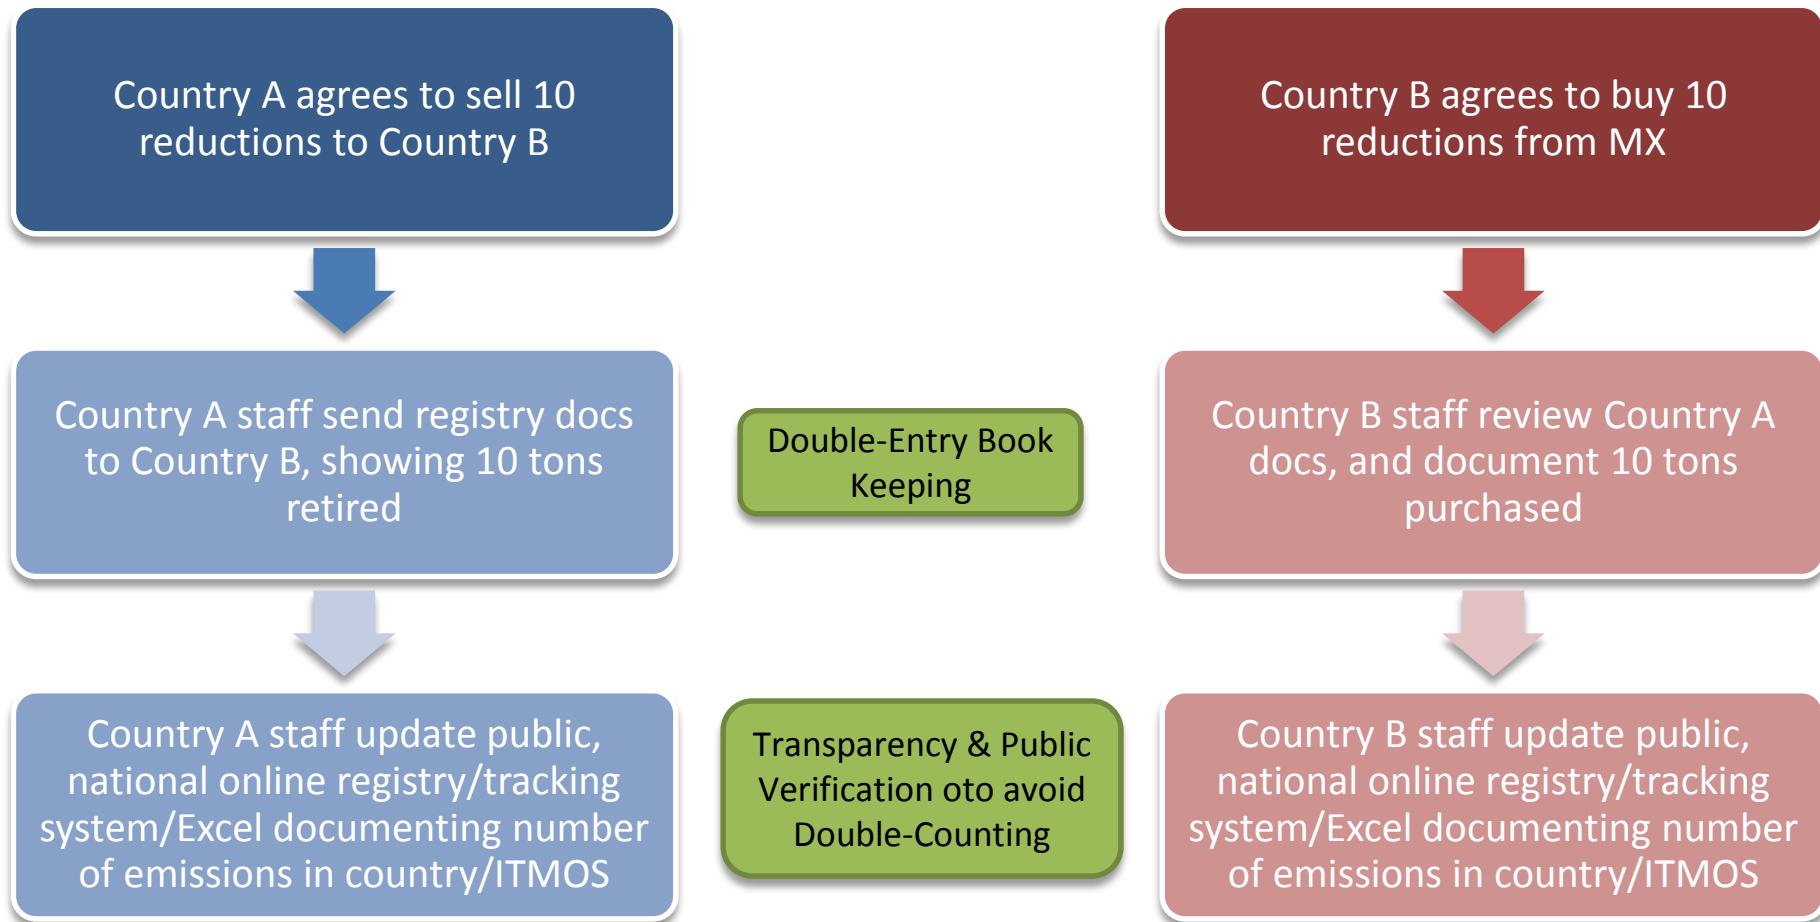 Country A agrees to sell 10
reductions to Country B
Country B agrees to buy 10
reductions from MX
Country A staff send registry docs
to Country B, showing 10 tons
retired
Double-Entry Book
Keeping
Country B staff review Country A
docs, and document 10 tons
purchased
Country A staff update public,
national online registry/tracking
system/Excel documenting number
of emissions in country/ITMOS
Transparency & Public
Verification oto avoid
Double-Counting
Country B staff update public,
national online registry/tracking
system/Excel documenting number
of emissions in country/ITMOS